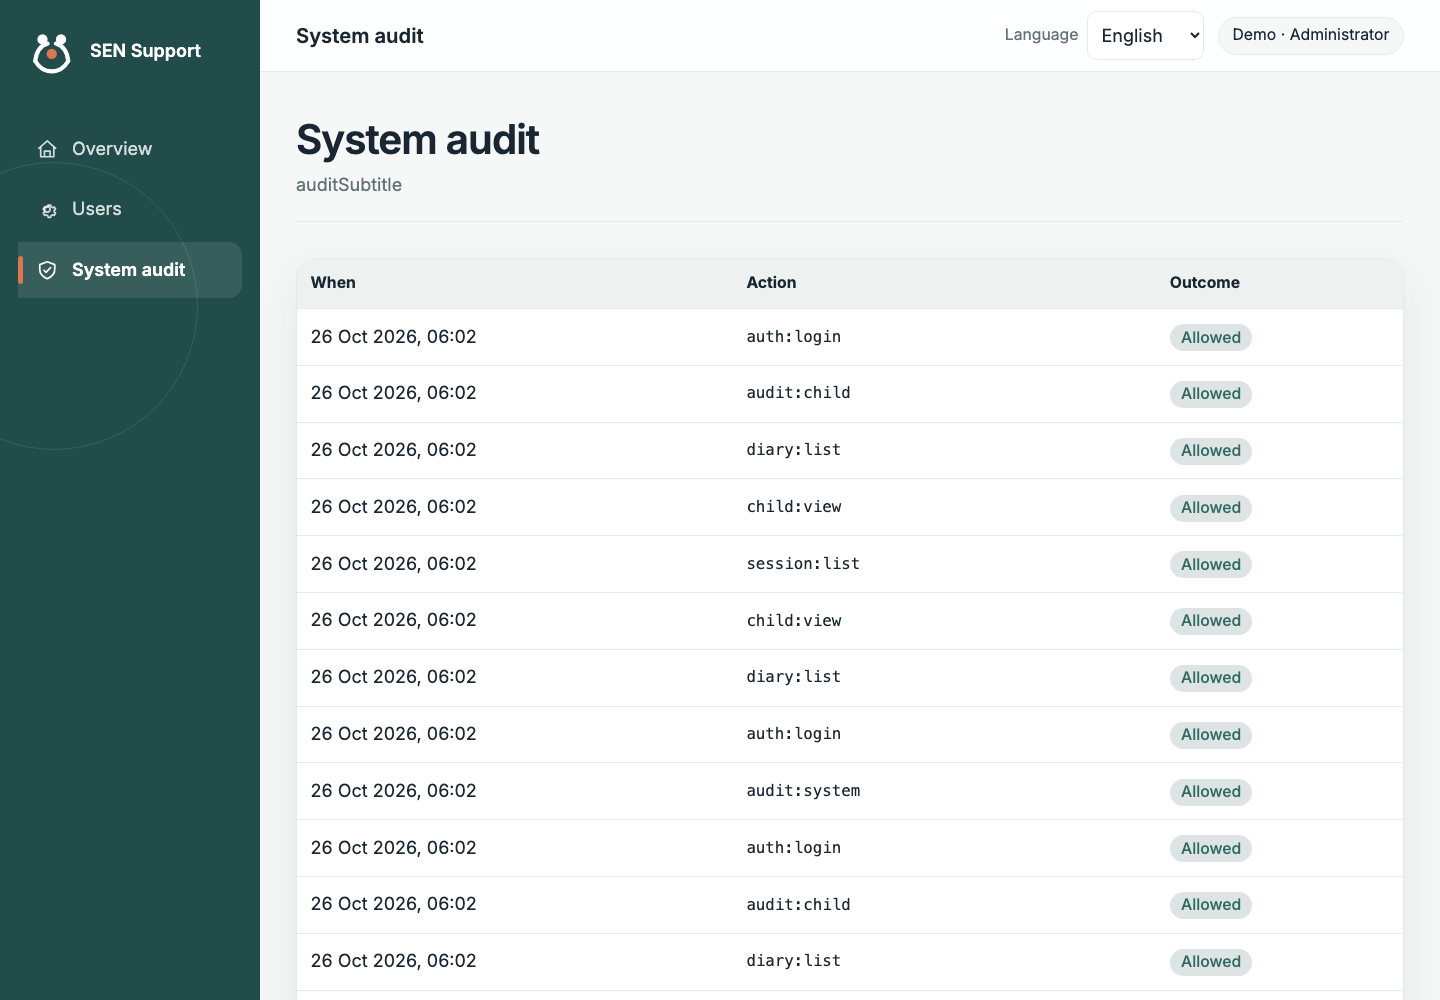 SEN Support
System audit
Language
English
Demo · Administrator
Overview
Users
System audit
System audit
auditSubtitle
When Action Outcome
26 Oct 2026, 06:02 auth:login Allowed
26 Oct 2026, 06:02 audit:child Allowed
26 Oct 2026, 06:02 diary:list Allowed
26 Oct 2026, 06:02 child:view Allowed
26 Oct 2026, 06:02 session:list Allowed
26 Oct 2026, 06:02 child:view Allowed
26 Oct 2026, 06:02 diary:list Allowed
26 Oct 2026, 06:02 auth:login Allowed
26 Oct 2026, 06:02 audit:system Allowed
26 Oct 2026, 06:02 auth:login Allowed
26 Oct 2026, 06:02 audit:child Allowed
26 Oct 2026, 06:02 diary:list Allowed